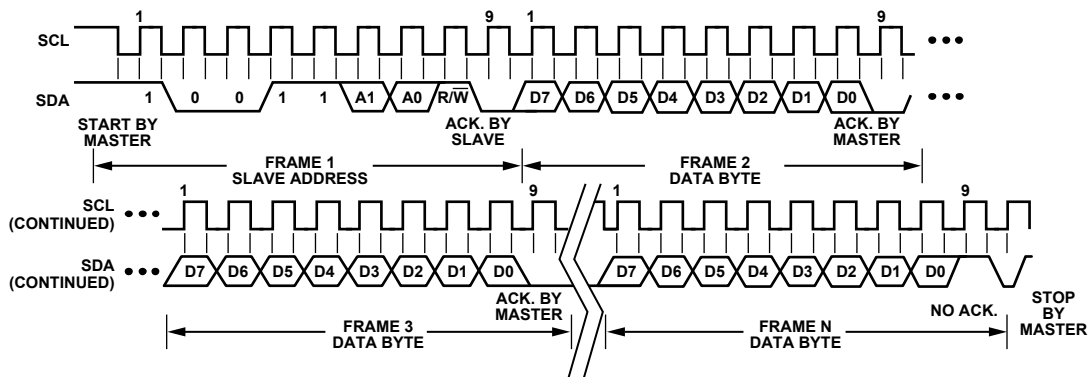 1 9 1 9
SCL
SDA 1 0 0 1 1 A1 A0 R/W̅ D7 D6 D5 D4 D3 D2 D1 D0
START BY MASTER
ACK. BY SLAVE
ACK. BY MASTER
FRAME 1
SLAVE ADDRESS
FRAME 2
DATA BYTE
1 9 1 9
SCL
(CONTINUED)
SDA
(CONTINUED)
D7 D6 D5 D4 D3 D2 D1 D0 D7 D6 D5 D4 D3 D2 D1 D0
ACK. BY
MASTER
NO ACK.
STOP
BY
MASTER
FRAME 3
DATA BYTE
FRAME N
DATA BYTE